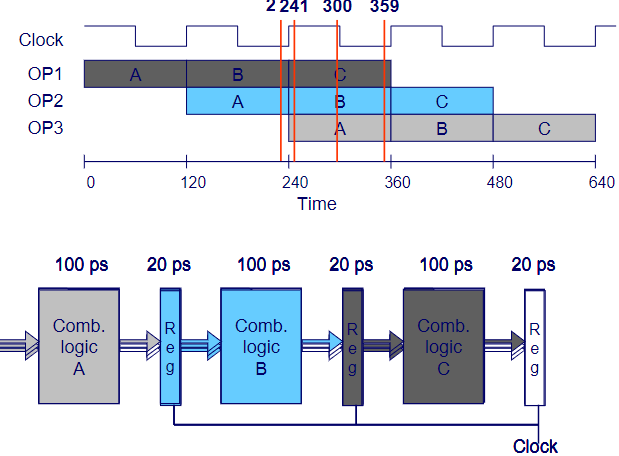 2 241 300 359
Clock
OP1 A B C
OP2 A B C
OP3 A B C
0 120 240 360 480 640
Time
100 ps 20 ps 100 ps 20 ps 100 ps 20 ps
Comb. logic A
Reg
Comb. logic B
Reg
Comb. logic C
Reg
Clock